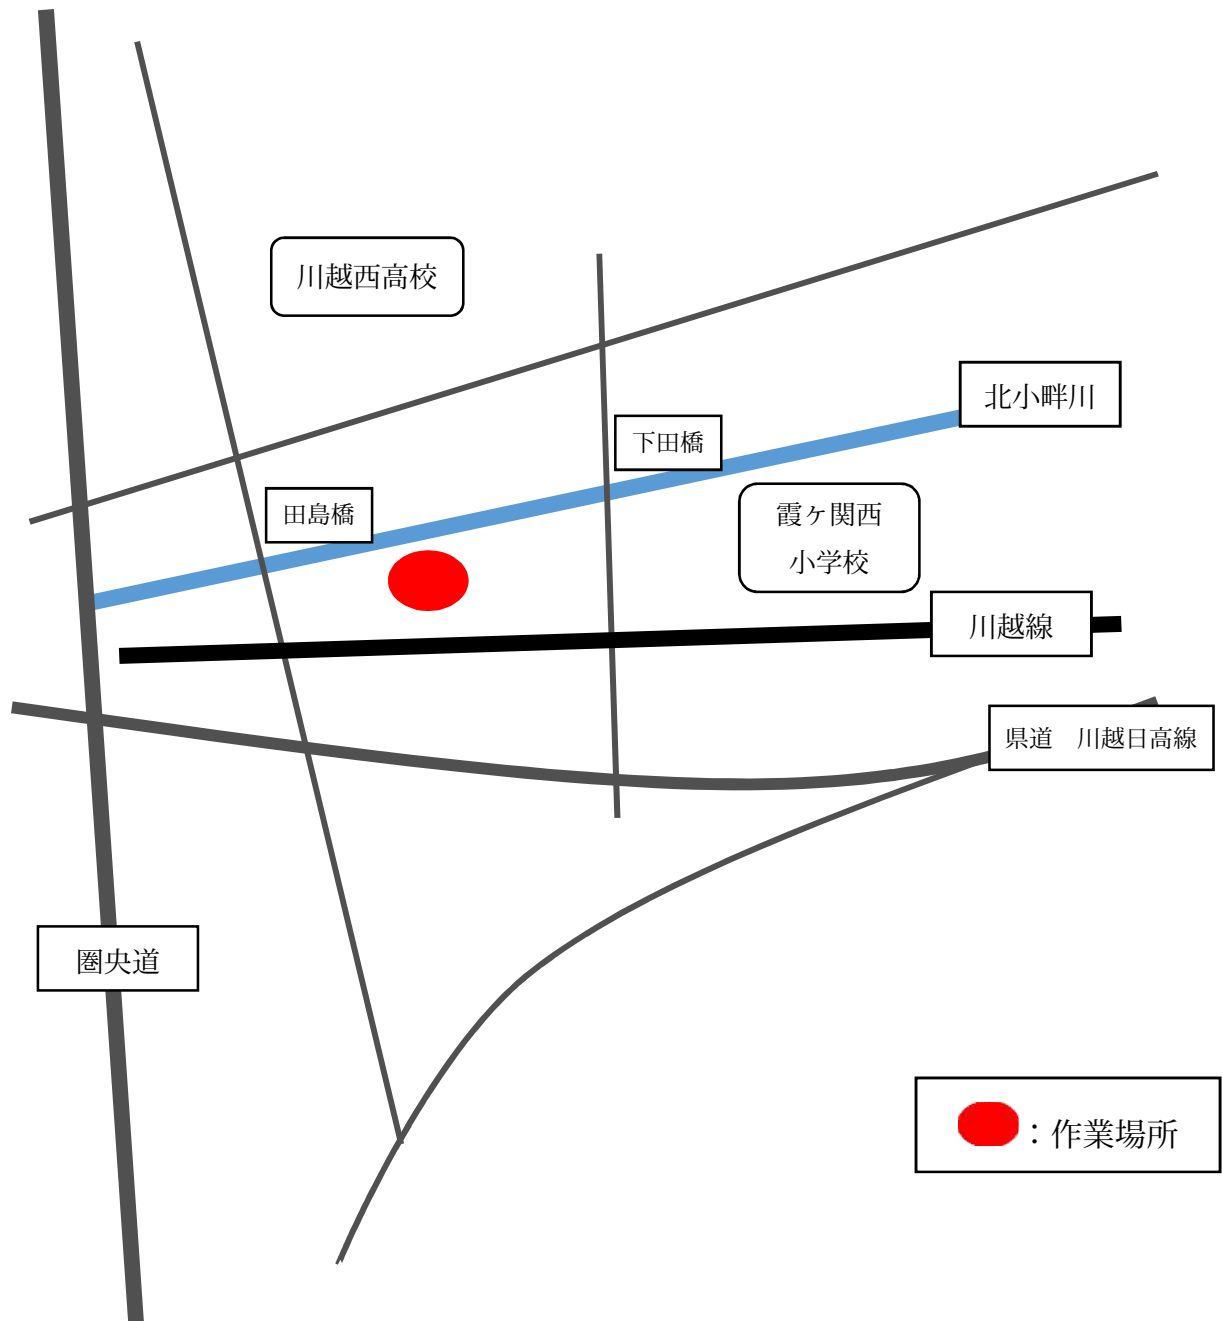 川越西高校
北小畔川
下田橋
田島橋
霞ヶ関西
小学校
川越線
県道　川越日高線
圏央道
：作業場所